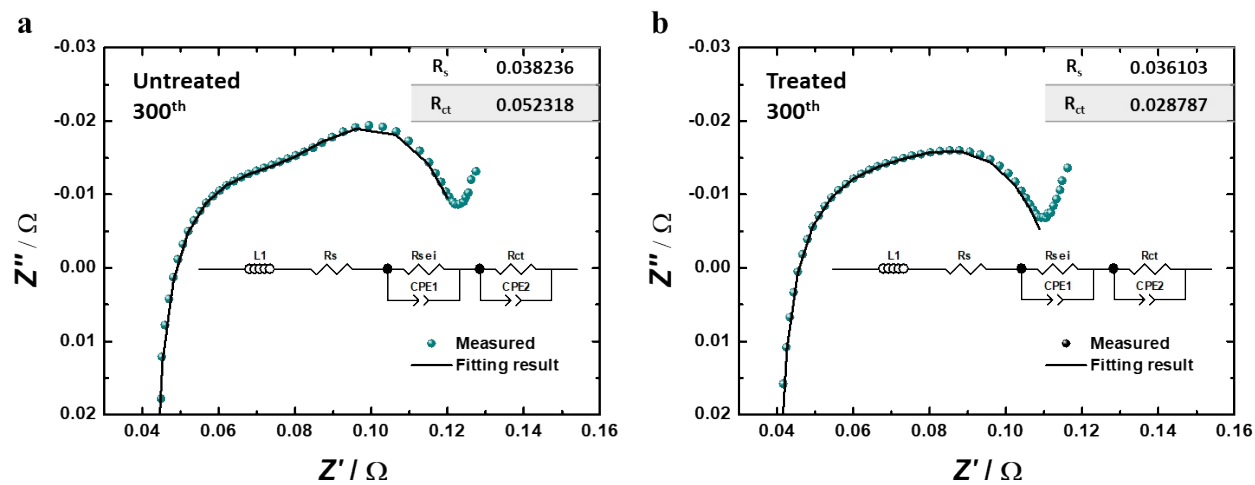 a
Untreated
300th
Rs 0.038236
Rct 0.052318
-0.03
-0.02
-0.01
0.00
0.01
0.02
Z" / Ω
L1 Rs Rsei Rct
CPE1 CPE2
Measured
Fitting result
0.04 0.06 0.08 0.10 0.12 0.14 0.16
Z' / Ω
b
Treated
300th
Rs 0.036103
Rct 0.028787
-0.03
-0.02
-0.01
0.00
0.01
0.02
Z" / Ω
L1 Rs Rsei Rct
CPE1 CPE2
Measured
Fitting result
0.04 0.06 0.08 0.10 0.12 0.14 0.16
Z' / Ω